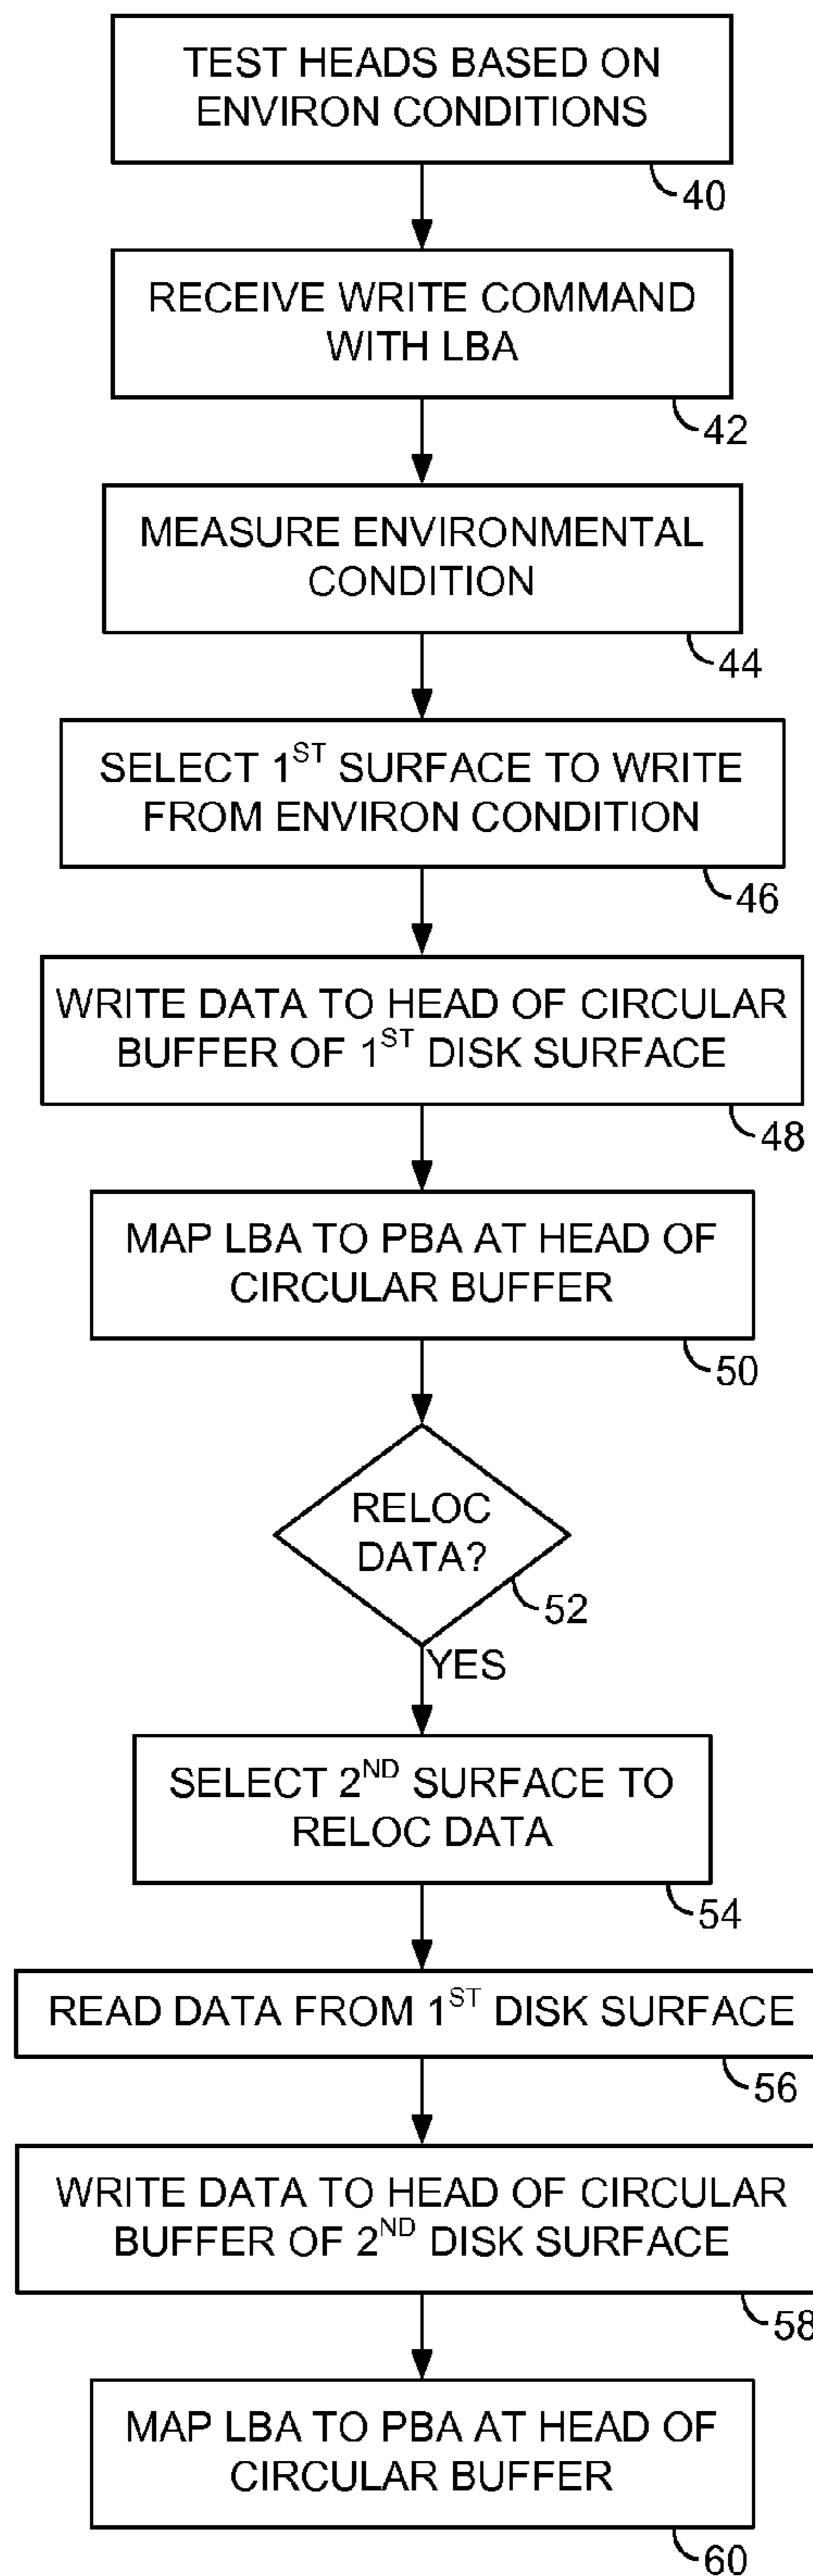 TEST HEADS BASED ON
ENVIRON CONDITIONS
40
RECEIVE WRITE COMMAND
WITH LBA
42
MEASURE ENVIRONMENTAL
CONDITION
44
SELECT 1ST SURFACE TO WRITE
FROM ENVIRON CONDITION
46
WRITE DATA TO HEAD OF CIRCULAR
BUFFER OF 1ST DISK SURFACE
48
MAP LBA TO PBA AT HEAD OF
CIRCULAR BUFFER
50
RELOC
DATA?
52
YES
SELECT 2ND SURFACE TO
RELOC DATA
54
READ DATA FROM 1ST DISK SURFACE
56
WRITE DATA TO HEAD OF CIRCULAR
BUFFER OF 2ND DISK SURFACE
58
MAP LBA TO PBA AT HEAD OF
CIRCULAR BUFFER
60